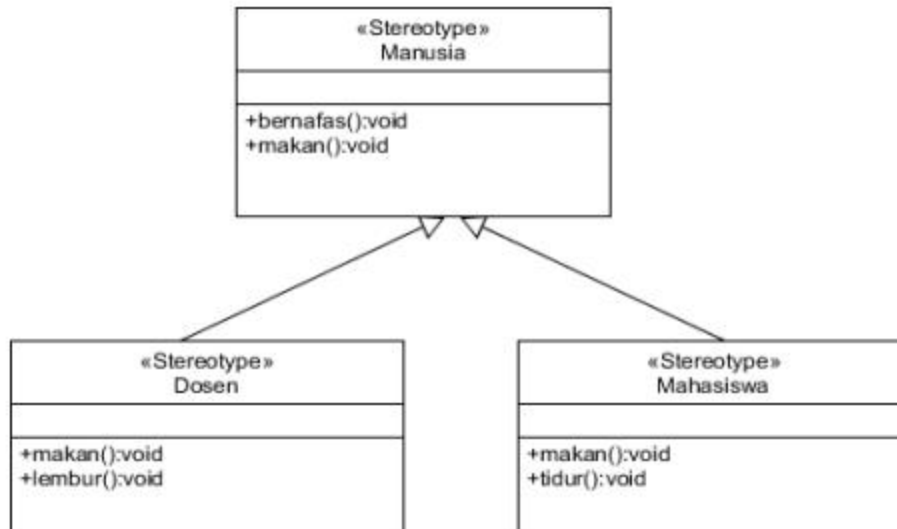 «Stereotype»
Manusia
+bernafas():void
+makan():void
«Stereotype»
Dosen
+makan():void
+lembur():void
«Stereotype»
Mahasiswa
+makan():void
+tidur():void